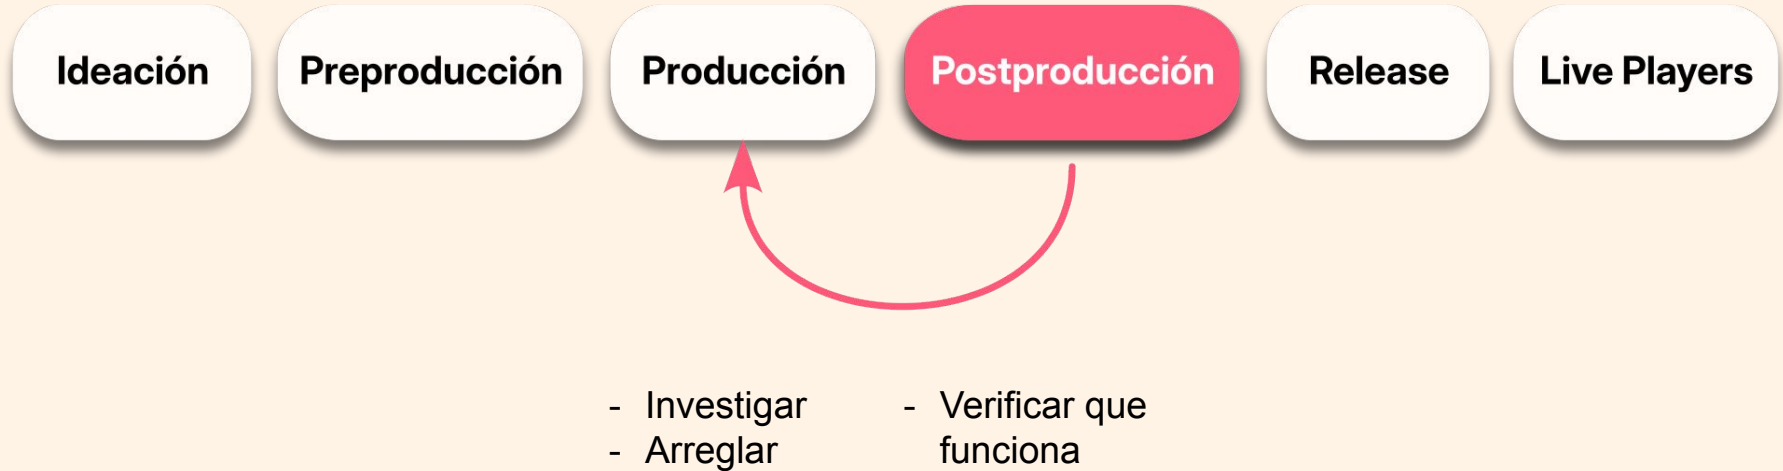 Ideación
Preproducción
Producción
Postproducción
Release
Live Players
- Investigar
- Arreglar
- Verificar que
funciona